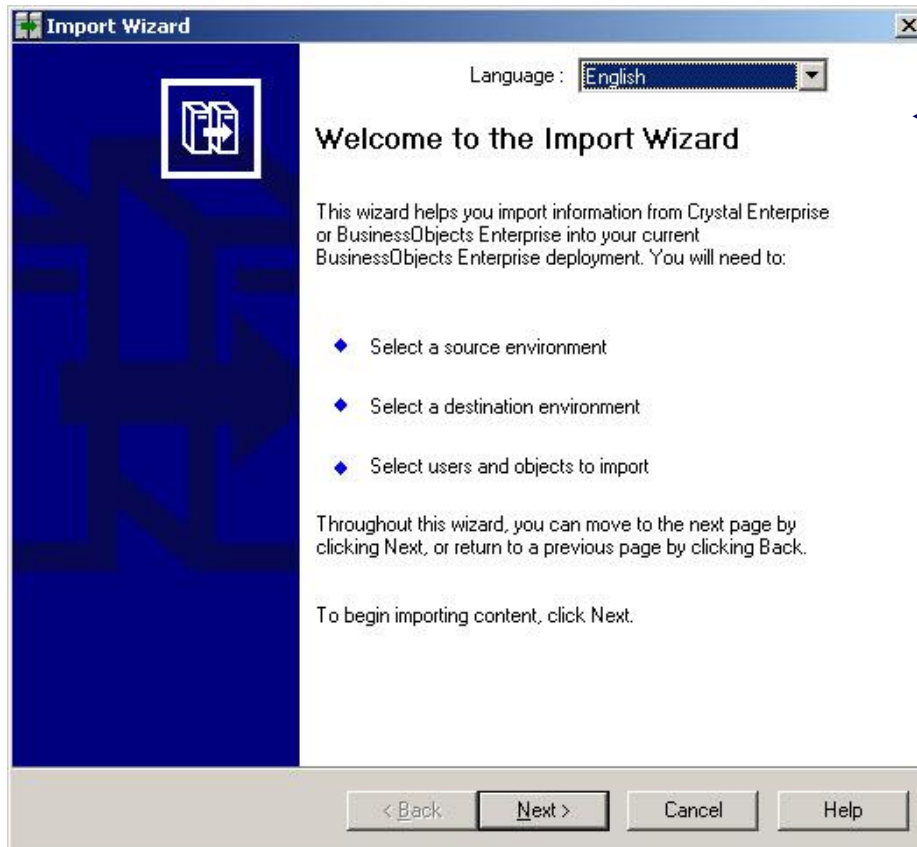 Import Wizard
Language : English
Welcome to the Import Wizard
This wizard helps you import information from Crystal Enterprise
or BusinessObjects Enterprise into your current
BusinessObjects Enterprise deployment. You will need to:
Select a source environment
Select a destination environment
Select users and objects to import
Throughout this wizard, you can move to the next page by
clicking Next, or return to a previous page by clicking Back.
To begin importing content, click Next.
< Back Next > Cancel Help